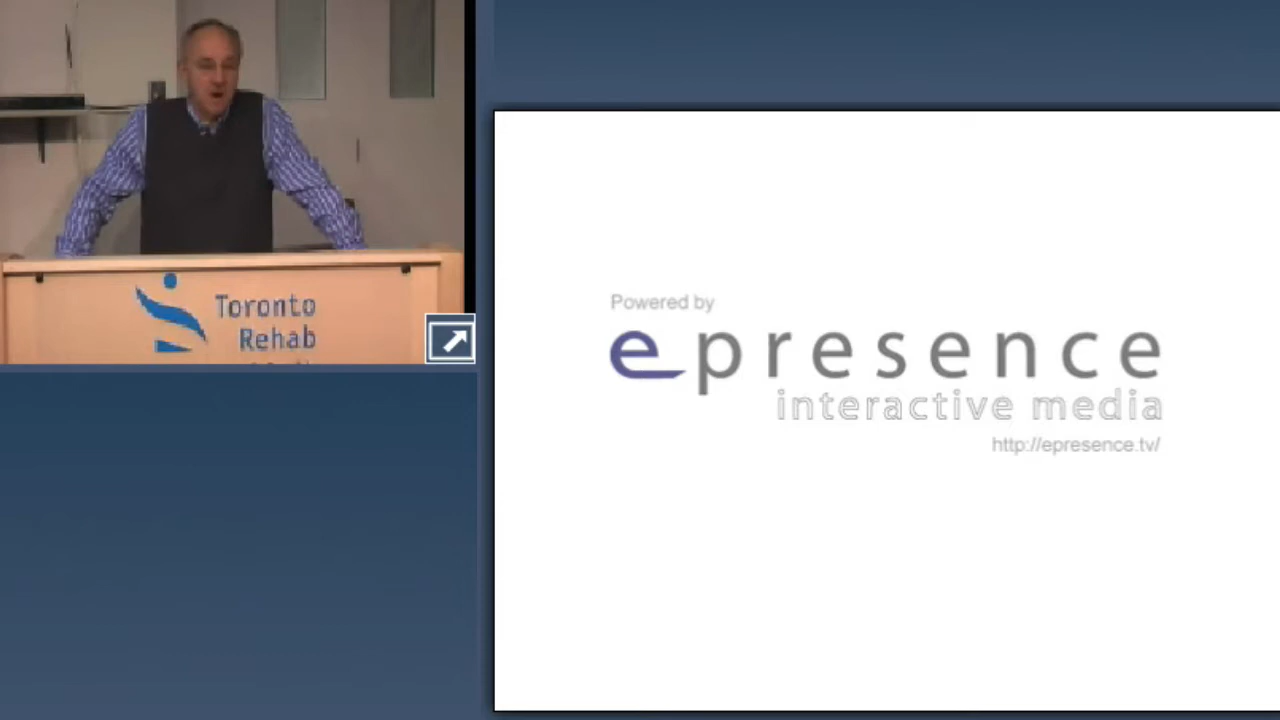 Toronto
Rehab
Powered by
epresence
interactive media
http://epresence.tv/